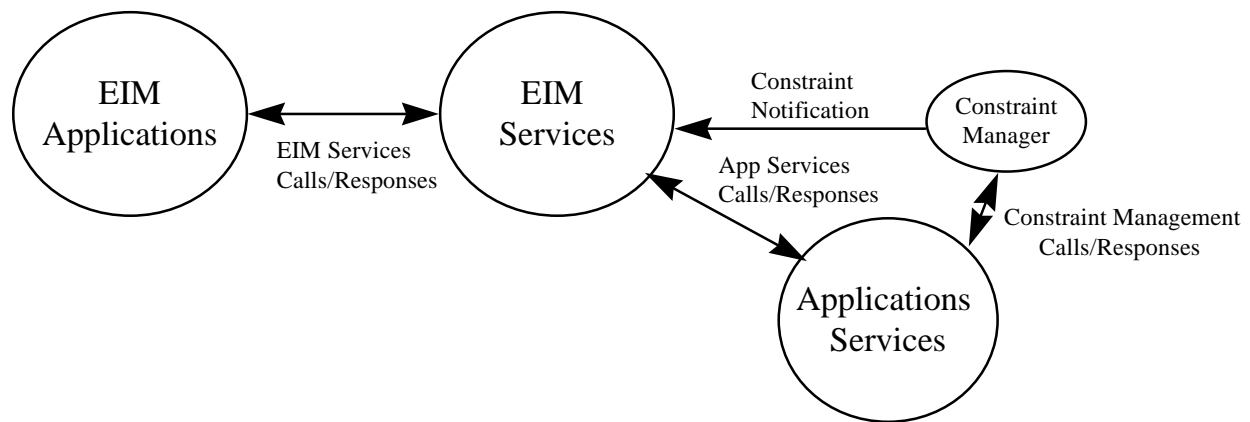 EIM
Applications
EIM Services
Calls/Responses
EIM
Services
Constraint
Notification
Constraint
Manager
App Services
Calls/Responses
Constraint Management
Calls/Responses
Applications
Services